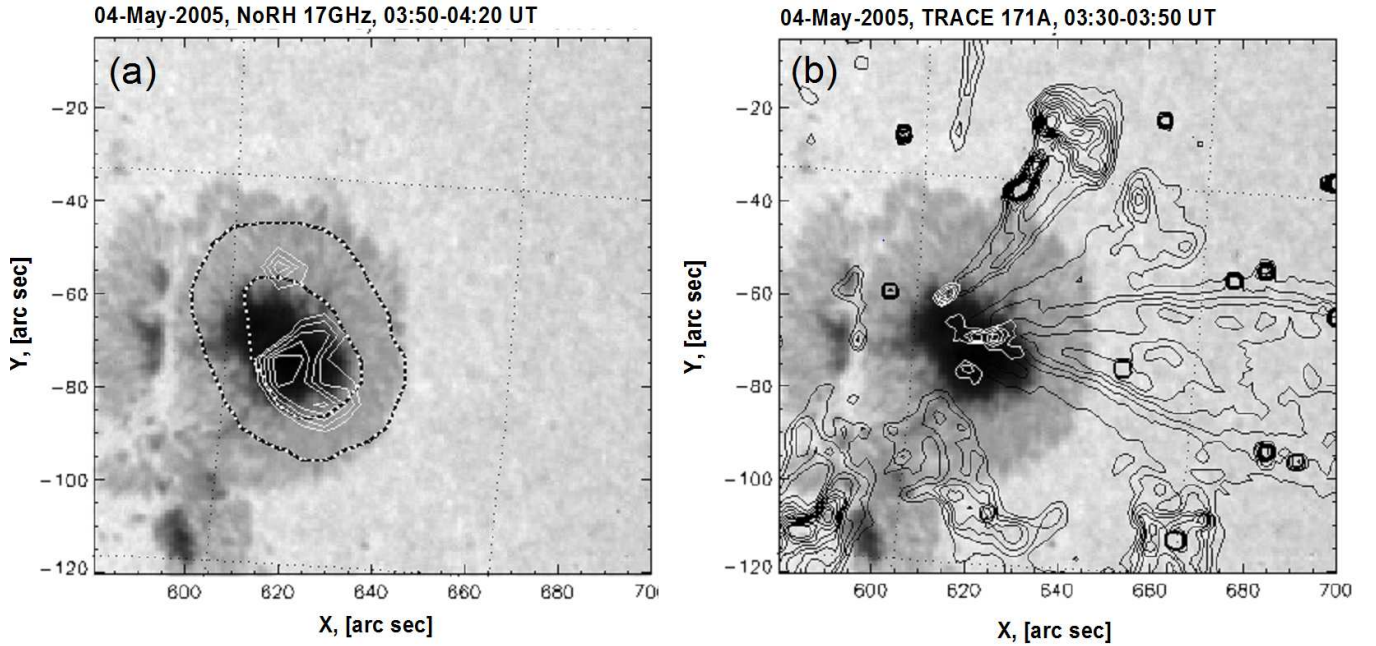 04-May-2005, NoRH 17GHz, 03:50-04:20 UT
(a)
−20
−40
−60
−80
−100
−120
600 620 640 660 680 70
X, [arc sec]
Y, [arc sec]
04-May-2005, TRACE 171A, 03:30-03:50 UT
(b)
−20
−40
−60
−80
−100
−120
600 620 640 660 680 700
X, [arc sec]
Y, [arc sec]